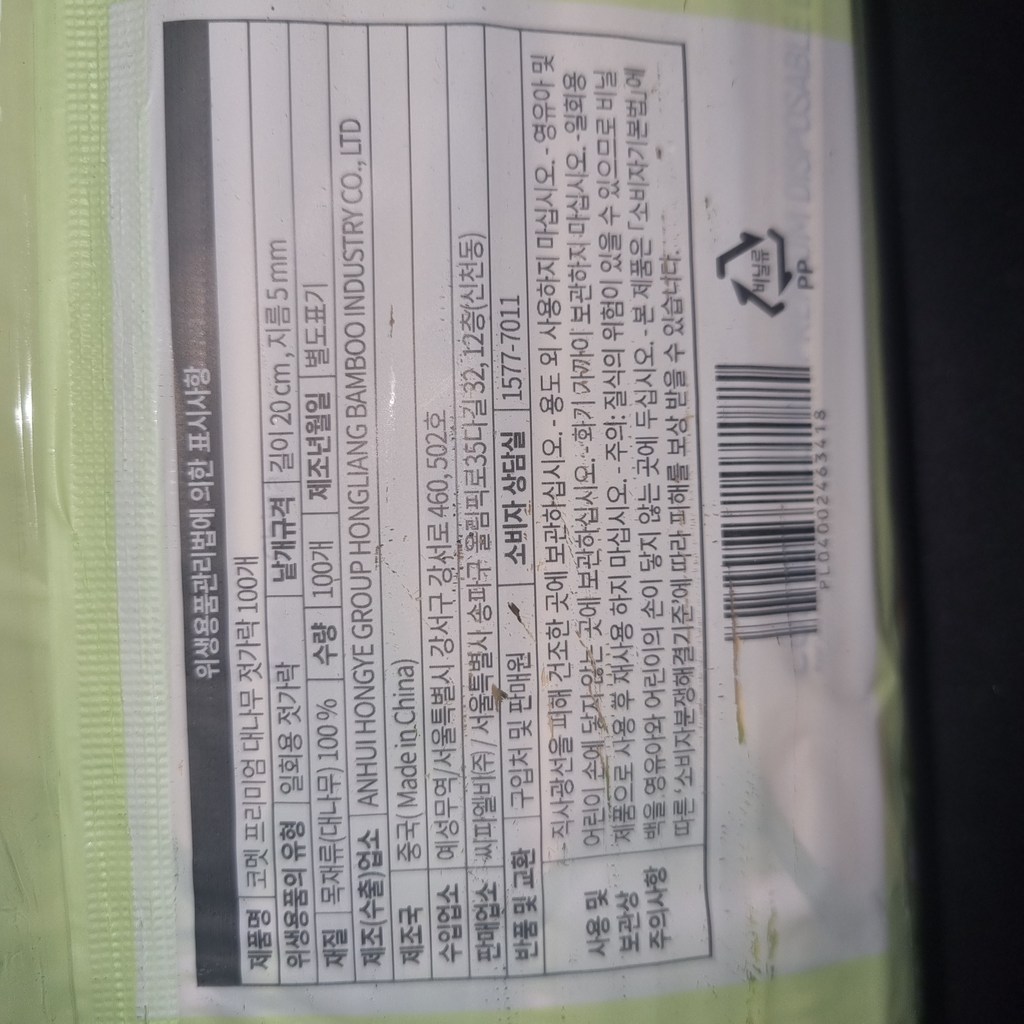 위생용품관리법에 의한 표시사항
제품명 코멧 프리미엄 대나무 젓가락 100개
위생용품의 유형 일회용 젓가락 낱개규격 길이 20 cm, 지름 5 mm
재질 목재류(대나무) 100% 수량 100개 제조년월일 별도표기
제조(수출)업소 ANHUI HONGYE GROUP HONGLIANG BAMBOO INDUSTRY CO., LTD
제조국 중국( Made in China)
수입업소 예성무역/서울특별시 강서구 강서로 460, 502호
판매업소 씨피엘비(주)/ 서울특별시 송파구 올림픽로35다길 32, 12층(신천동)
반품 및 교환 구입처 및 판매원 소비자 상담실 1577-7011
사용 및 보관상 주의사항
- 직사광선을 피해 건조한 곳에 보관하십시오. - 용도 외 사용하지 마십시오. - 영유아 및
어린이 손에 닿지 않는 곳에 보관하십시오. - 화기 가까이 보관하지 마십시오. -일회용
제품으로 사용 후 재사용 하지 마십시오. - 주의: 질식의 위험이 있을 수 있으므로 비닐
백을 영유아와 어린이의 손이 닿지 않는 곳에 두십시오. - 본 제품은 「소비자기본법」에
따른 '소비자분쟁해결기준'에 따라 피해를 보상 받을 수 있습니다.
비닐류
PP
PL04002463418